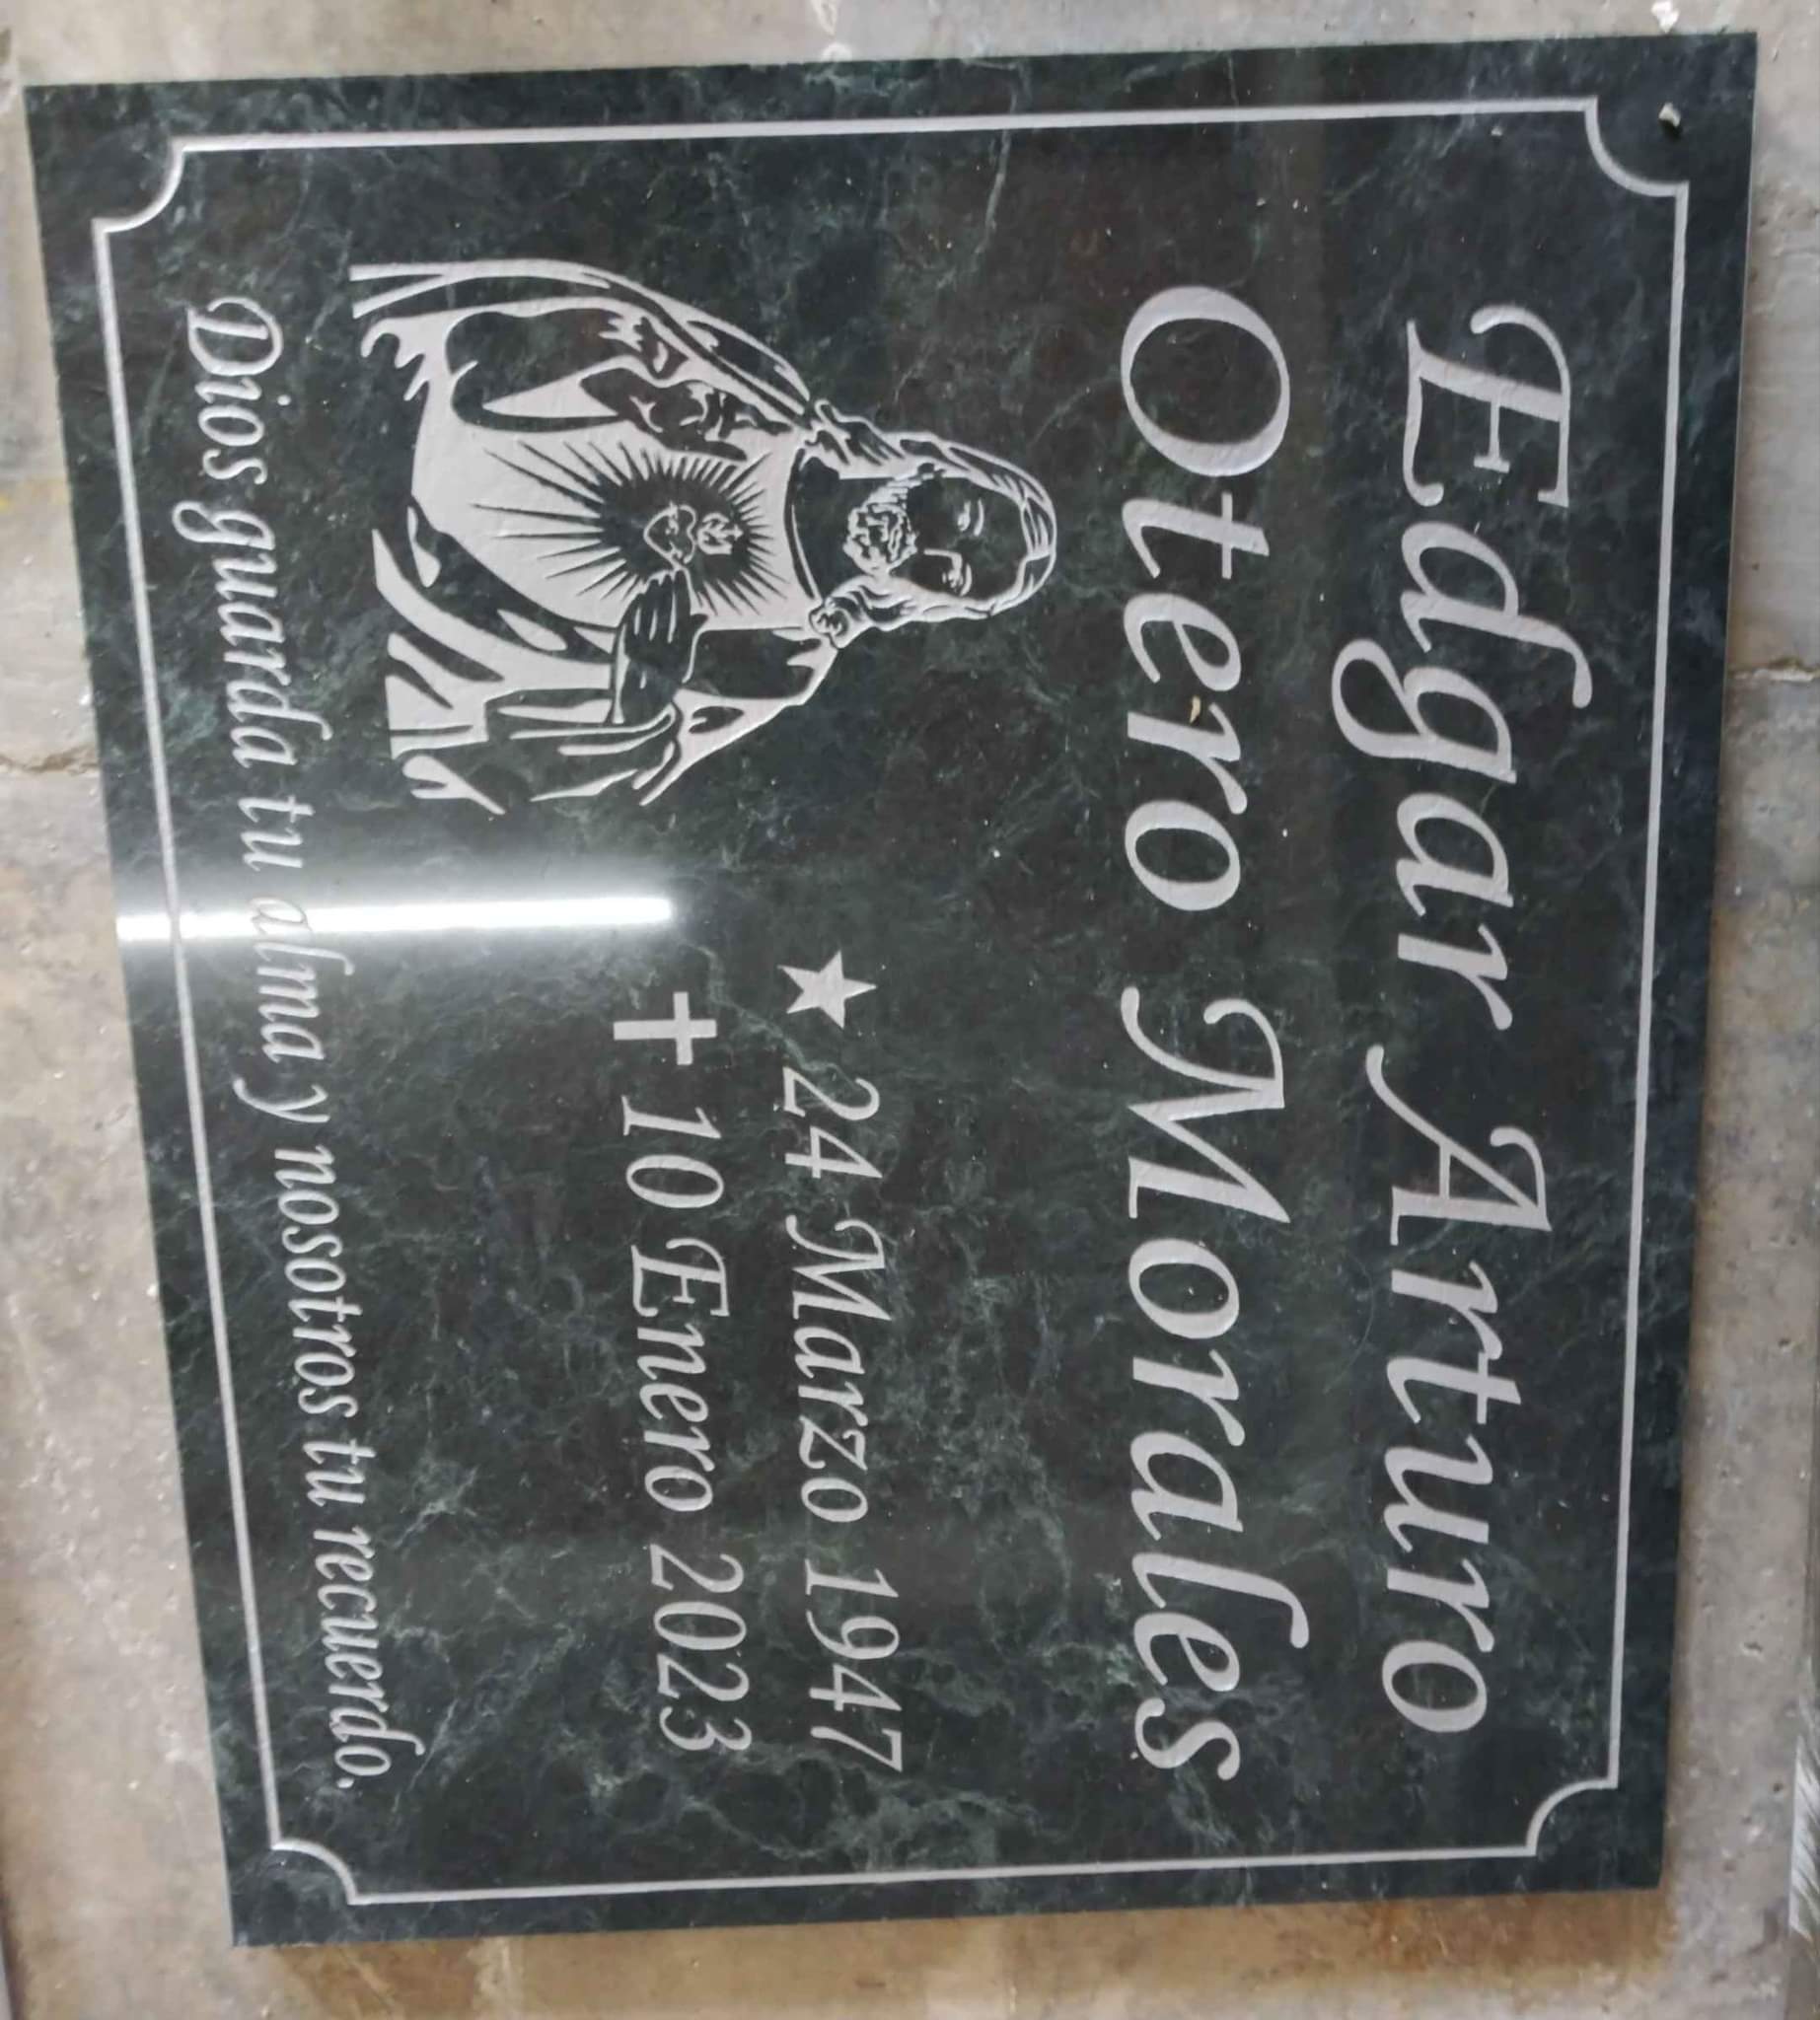 Edgar Arturo
Otero Morales
★ 24 Marzo 1947
+ 10 Enero 2023
Dios guarda tu alma y nosotros tu recuerdo.